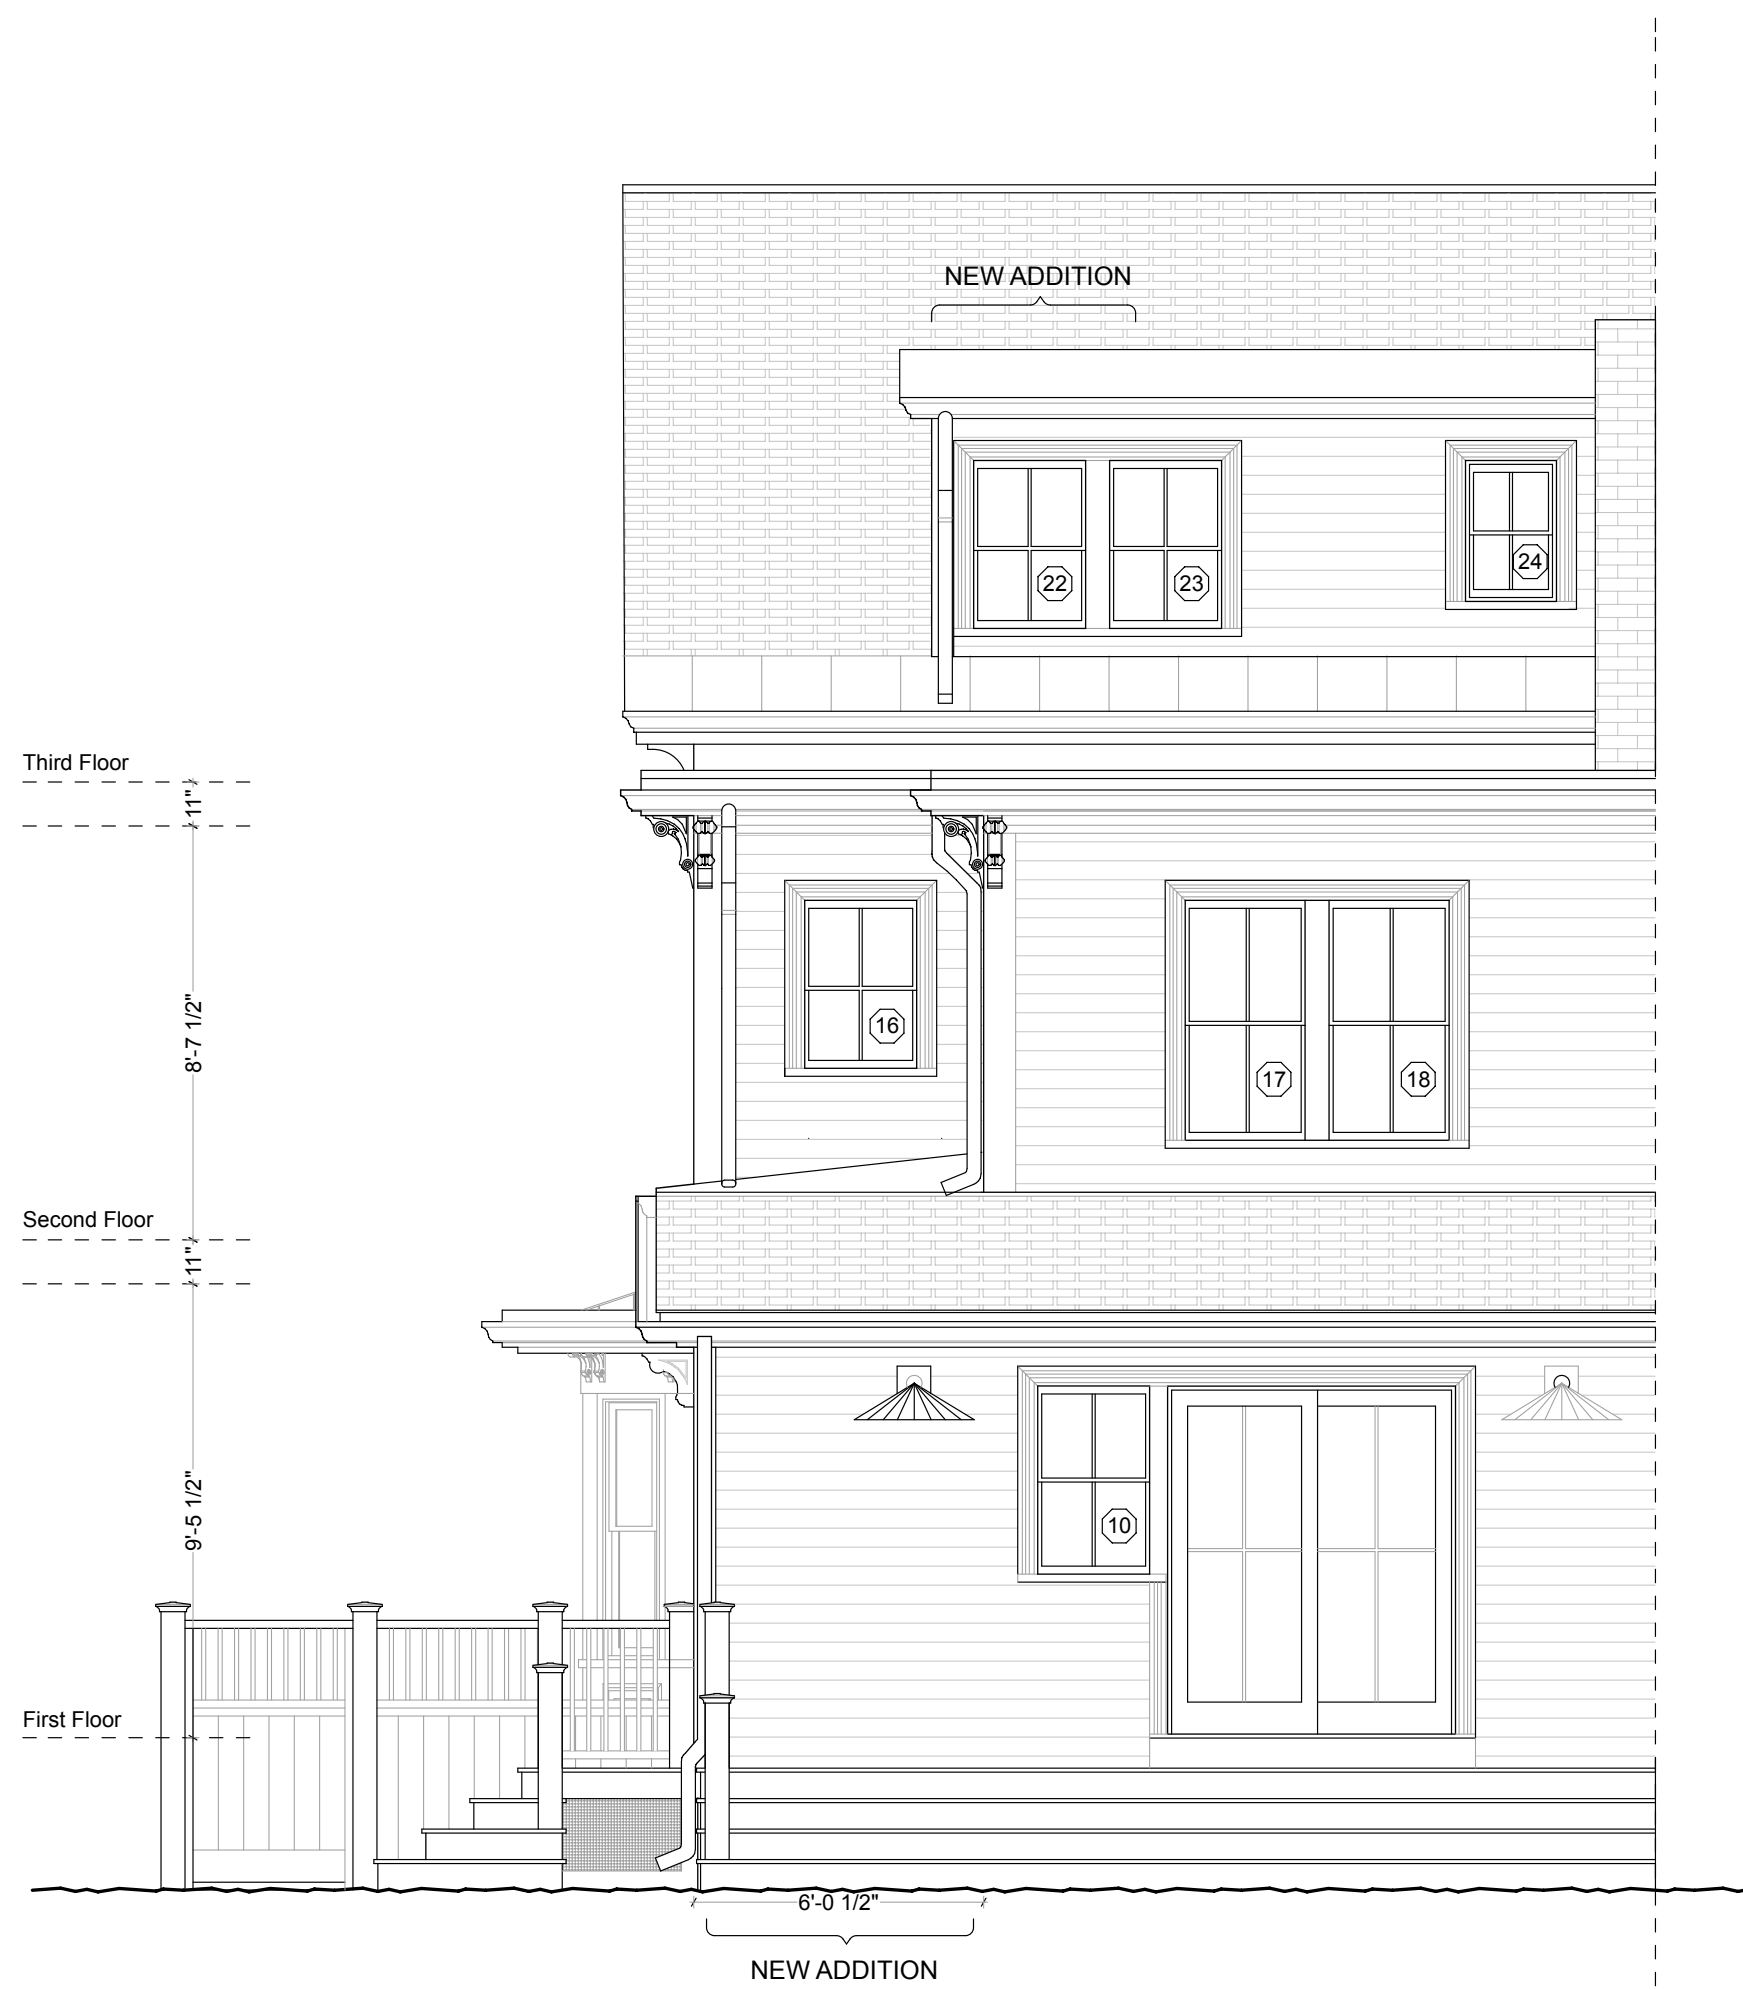 NEW ADDITION
22
23
24
Third Floor
11"
8'-7 1/2"
16
17
18
Second Floor
11"
9'-5 1/2"
10
First Floor
6'-0 1/2"
NEW ADDITION